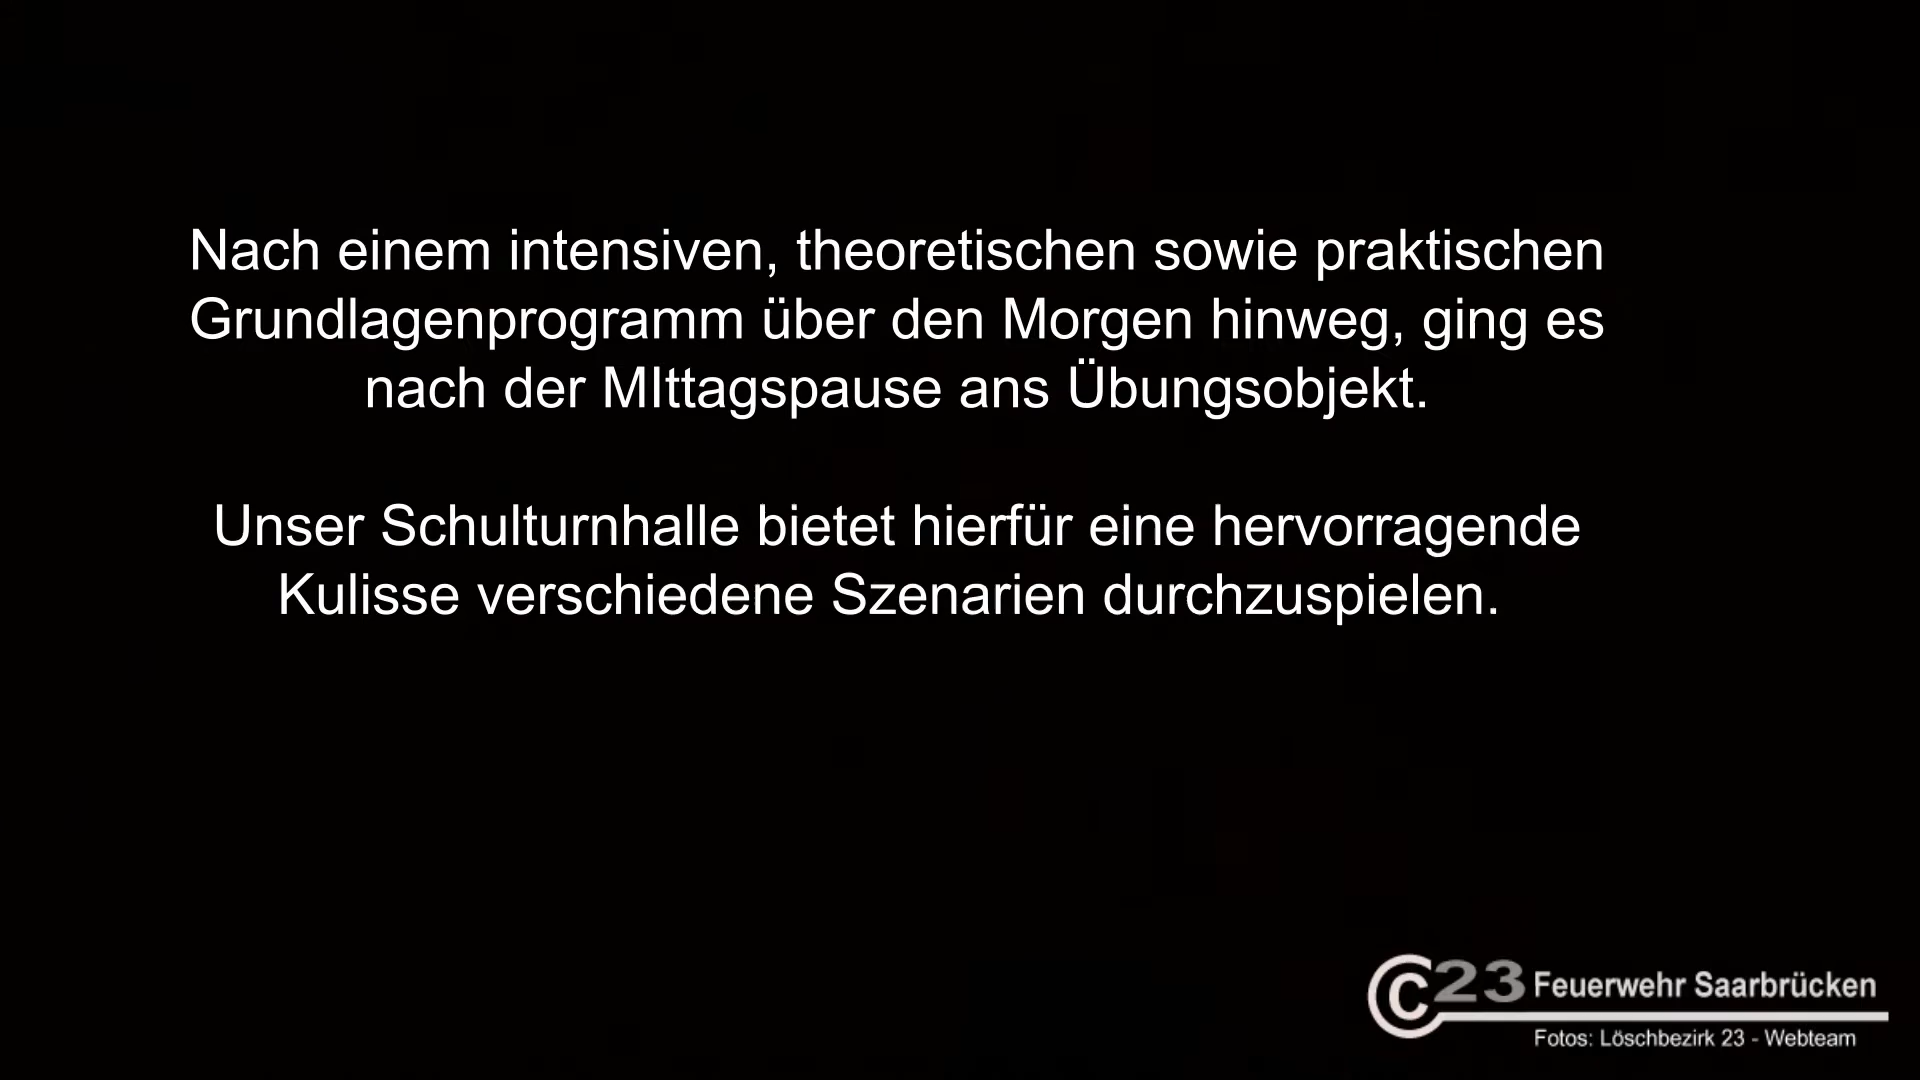 Nach einem intensiven, theoretischen sowie praktischen
Grundlagenprogramm über den Morgen hinweg, ging es
nach der MIttagspause ans Übungsobjekt.
Unser Schulturnhalle bietet hierfür eine hervorragende
Kulisse verschiedene Szenarien durchzuspielen.
©23 Feuerwehr Saarbrücken
Fotos: Löschbezirk 23 - Webteam